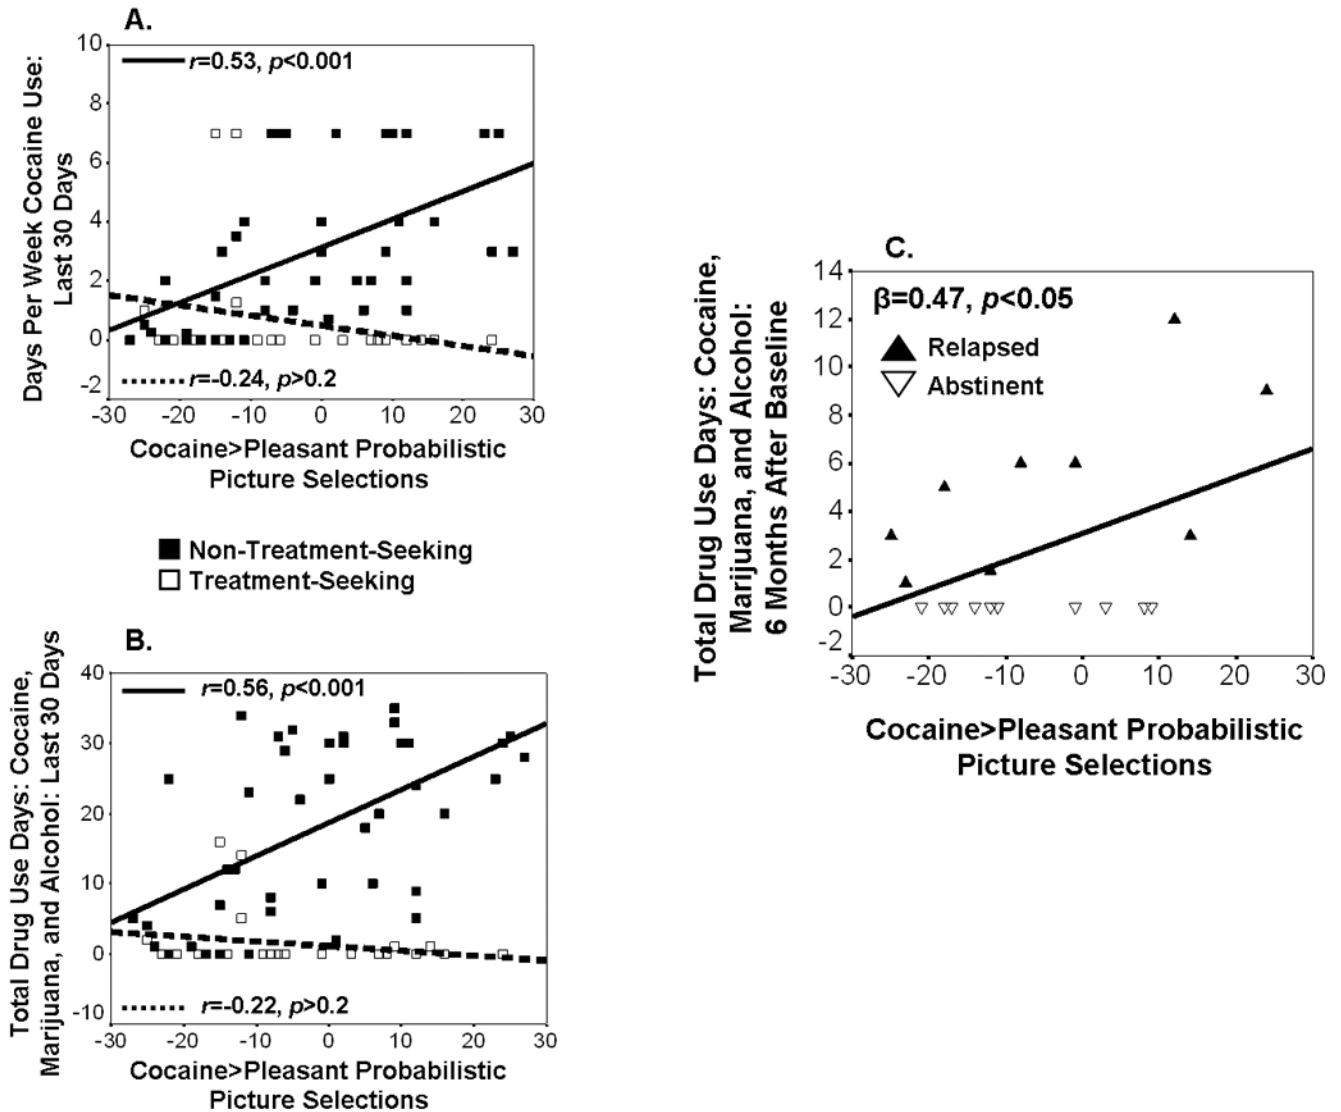 A.
Days Per Week Cocaine Use:
Last 30 Days
10
8
6
4
2
0
-2
r=0.53, p<0.001
r=-0.24, p>0.2
-30 -20 -10 0 10 20 30
Cocaine>Pleasant Probabilistic
Picture Selections
Non-Treatment-Seeking
Treatment-Seeking
B.
Total Drug Use Days: Cocaine,
Marijuana, and Alcohol: Last 30 Days
40
30
20
10
0
-10
r=0.56, p<0.001
r=-0.22, p>0.2
-30 -20 -10 0 10 20 30
Cocaine>Pleasant Probabilistic
Picture Selections
C.
Total Drug Use Days: Cocaine,
Marijuana, and Alcohol:
6 Months After Baseline
14
12
10
8
6
4
2
0
-2
β=0.47, p<0.05
Relapsed
Abstinent
-30 -20 -10 0 10 20 30
Cocaine>Pleasant Probabilistic
Picture Selections